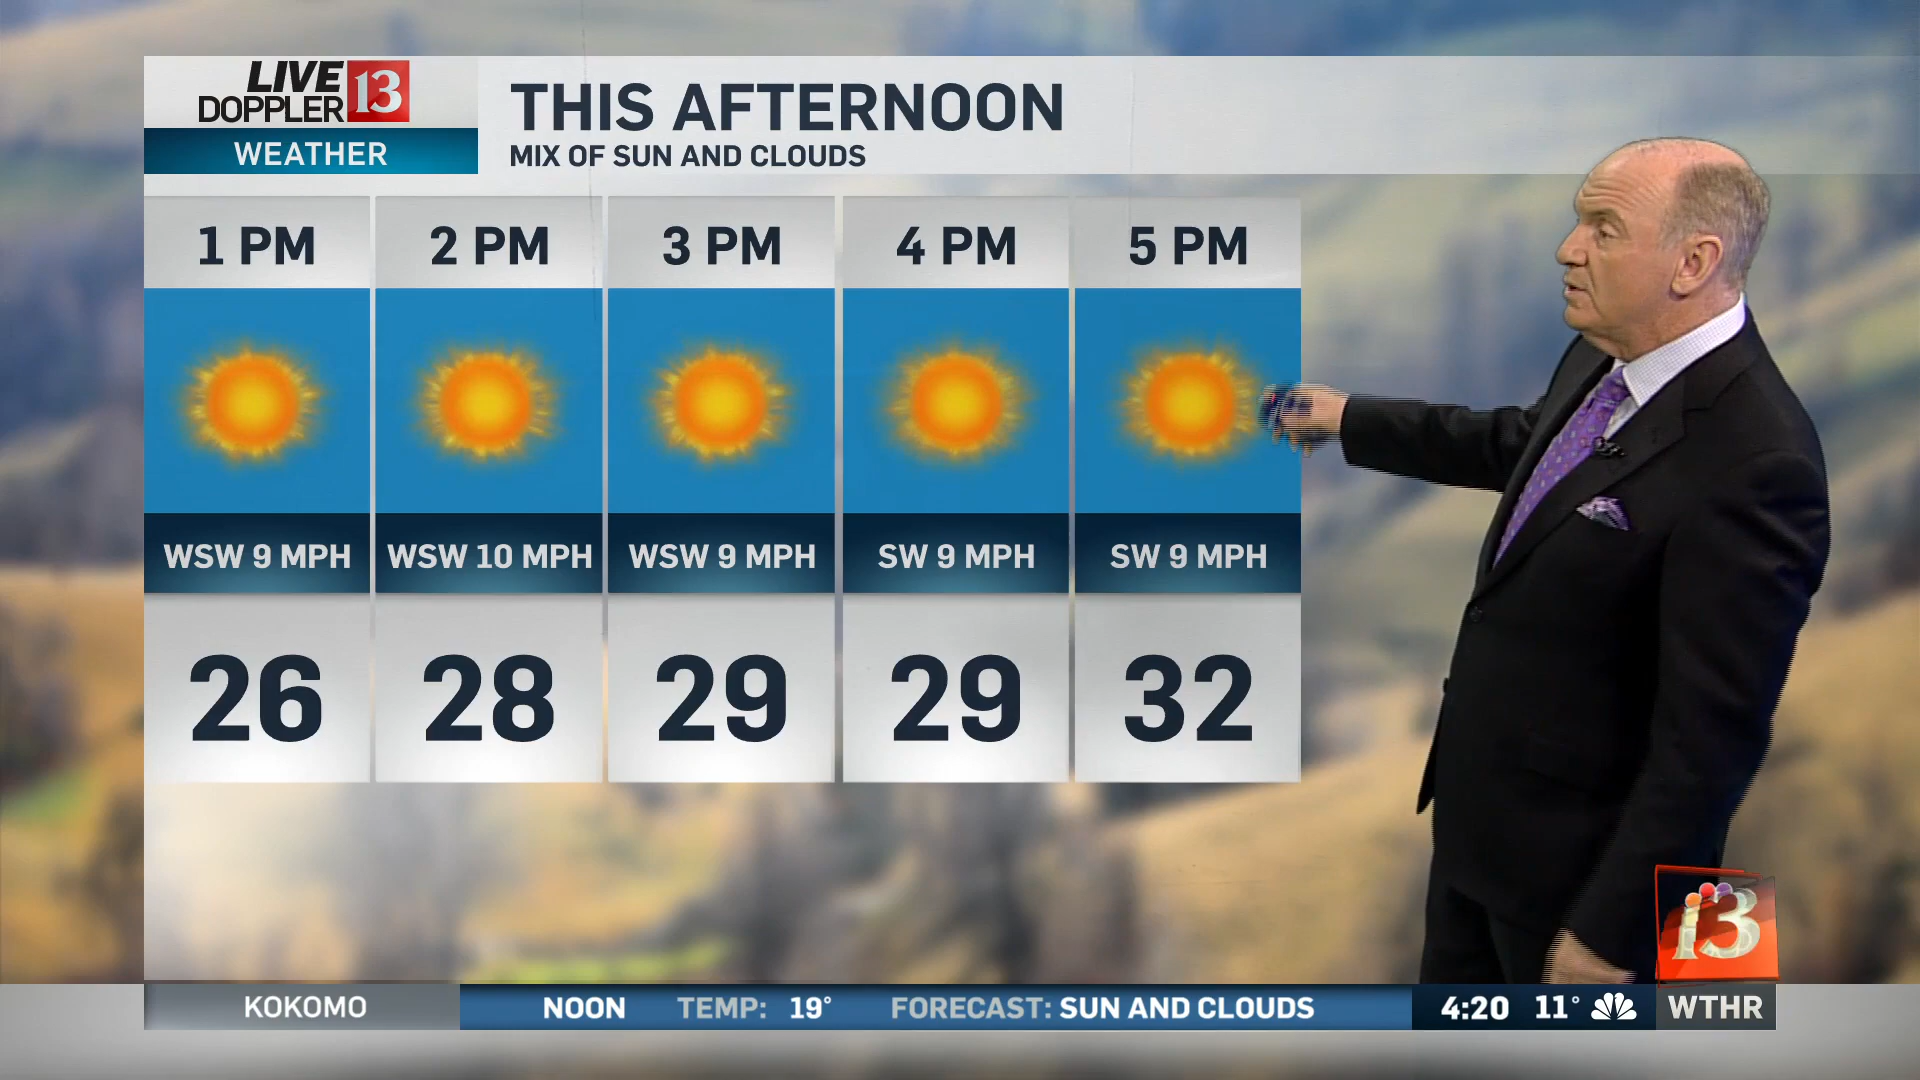 LIVE
DOPPLER 13
WEATHER
THIS AFTERNOON
MIX OF SUN AND CLOUDS
1 PM 2 PM 3 PM 4 PM 5 PM
WSW 9 MPH WSW 10 MPH WSW 9 MPH SW 9 MPH SW 9 MPH
26 28 29 29 32
13
KOKOMO NOON TEMP: 19° FORECAST: SUN AND CLOUDS 4:20 11° WTHR